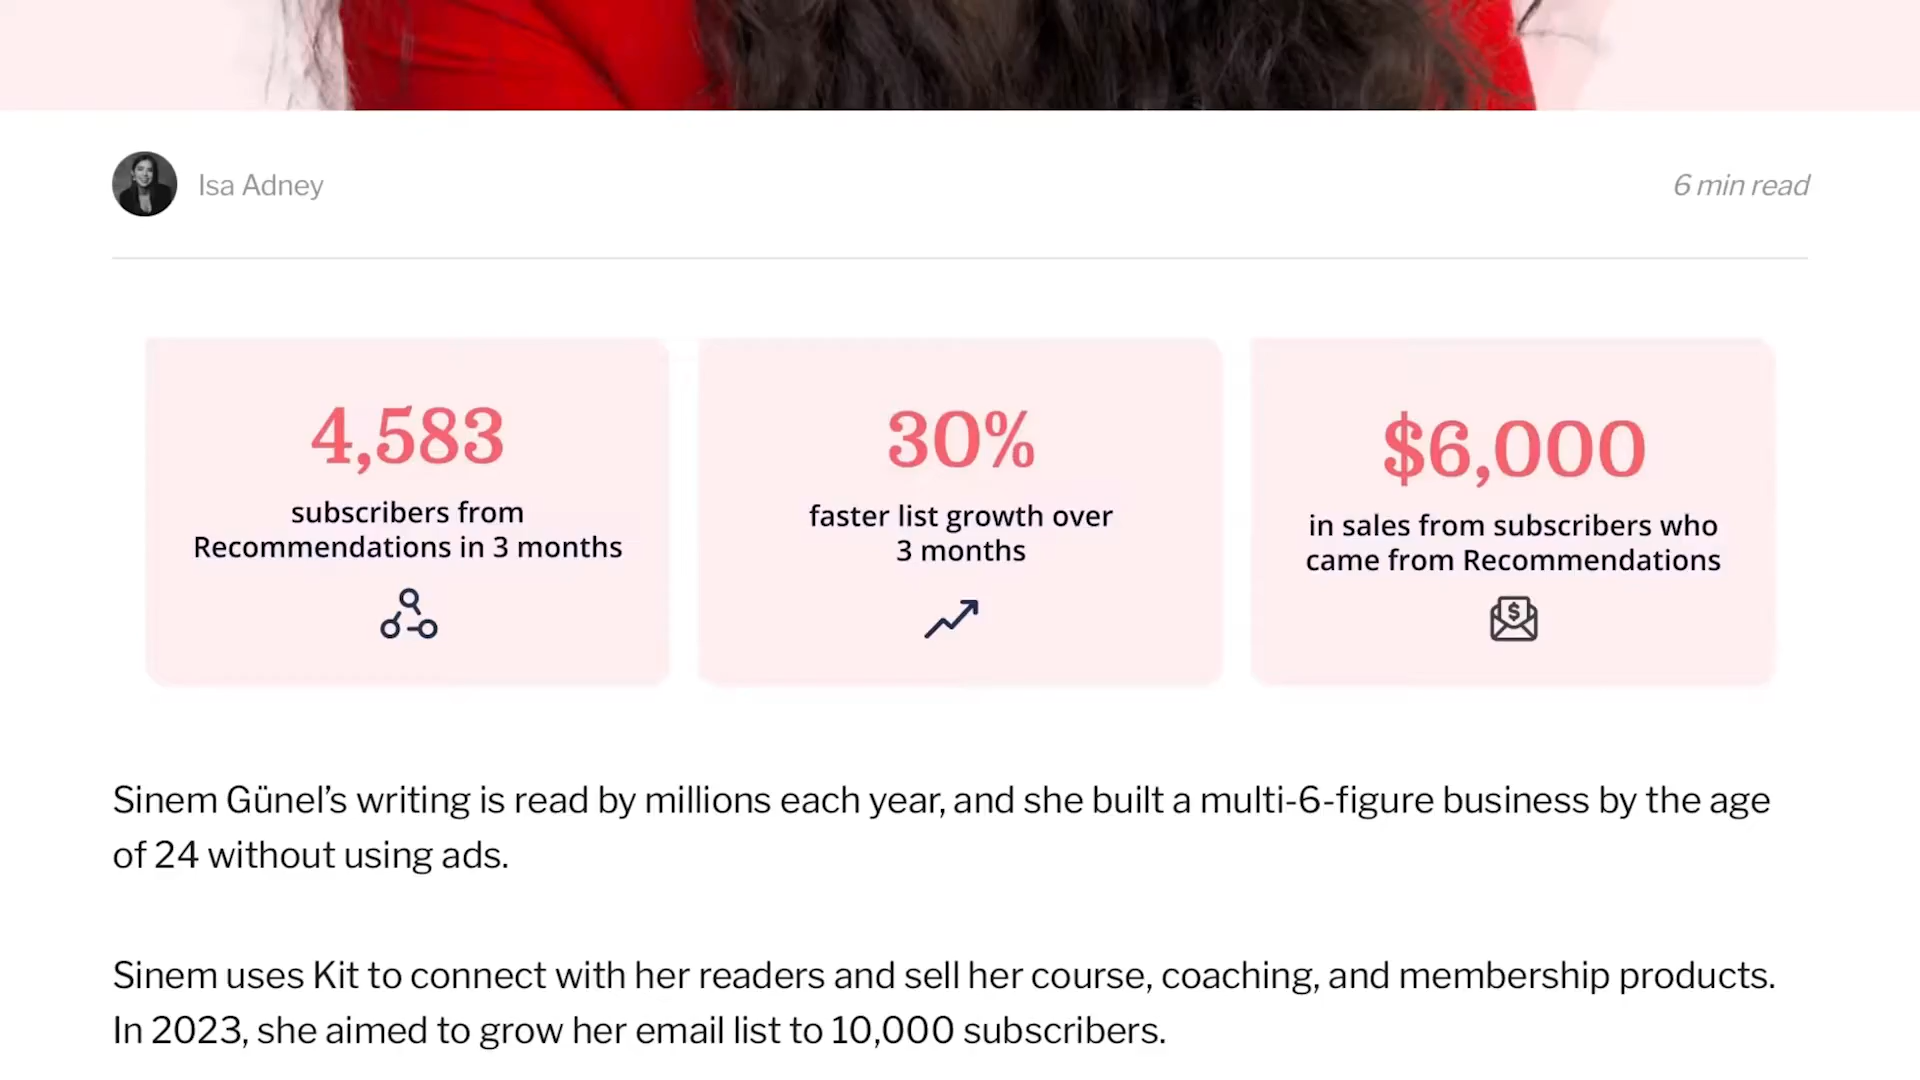 Isa Adney
6 min read
4,583
subscribers from
Recommendations in 3 months
30%
faster list growth over
3 months
$6,000
in sales from subscribers who
came from Recommendations
$
Sinem Günel’s writing is read by millions each year, and she built a multi-6-figure business by the age
of 24 without using ads.
Sinem uses Kit to connect with her readers and sell her course, coaching, and membership products.
In 2023, she aimed to grow her email list to 10,000 subscribers.